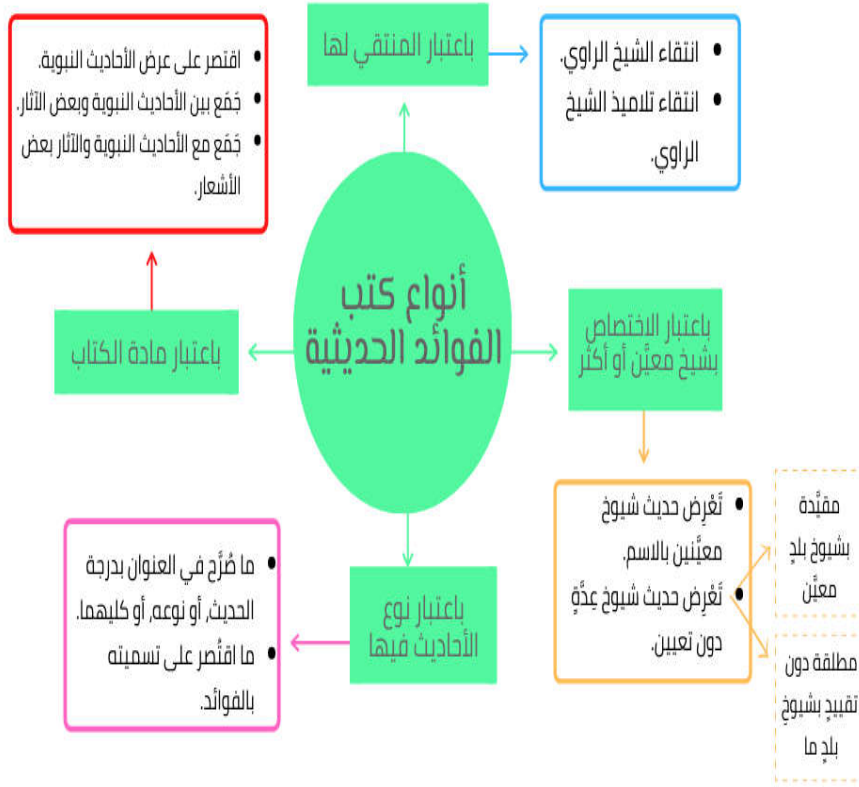 أنواع كتب
الفوائد الحديثية
باعتبار المنتقي لها
• انتقاء الشيخ الراوي.
• انتقاء تلاميذ الشيخ
الراوي.
باعتبار الاختصاص
بشيخ معيَّن أو أكثر
• تَعْرِض حديث شيوخ
معيَّنين بالاسم.
• تَعْرِض حديث شيوخ عِدَّةٍ
دون تعيين.
مقيَّدة
بشيوخ بلدٍ
معيَّن
مطلقة دون
تقييدٍ بشيوخِ
بلدٍ ما
باعتبار نوع
الأحاديث فيها
• ما صُرَّح في العنوان بدرجة
الحديث، أو نوعه، أو كليهما.
• ما اقتُصر على تسميته
بالفوائد.
باعتبار مادة الكتاب
• اقتصر على عرض الأحاديث النبوية.
• جَمَع بين الأحاديث النبوية وبعض الآثار.
• جَمَع مع الأحاديث النبوية والآثار بعض
الأشعار.